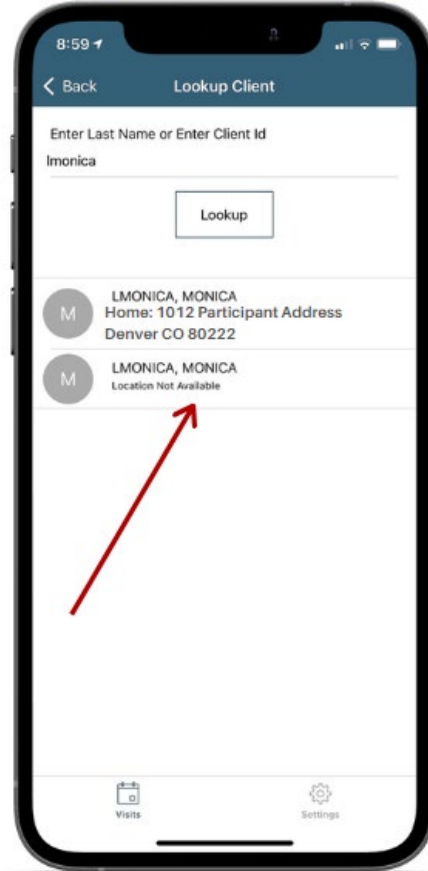 8:59
Back
Lookup Client
Enter Last Name or Enter Client Id
lmonica
Lookup
M
LMONICA, MONICA
Home: 1012 Participant Address
Denver CO 80222
M
LMONICA, MONICA
Location Not Available
Visits
Settings